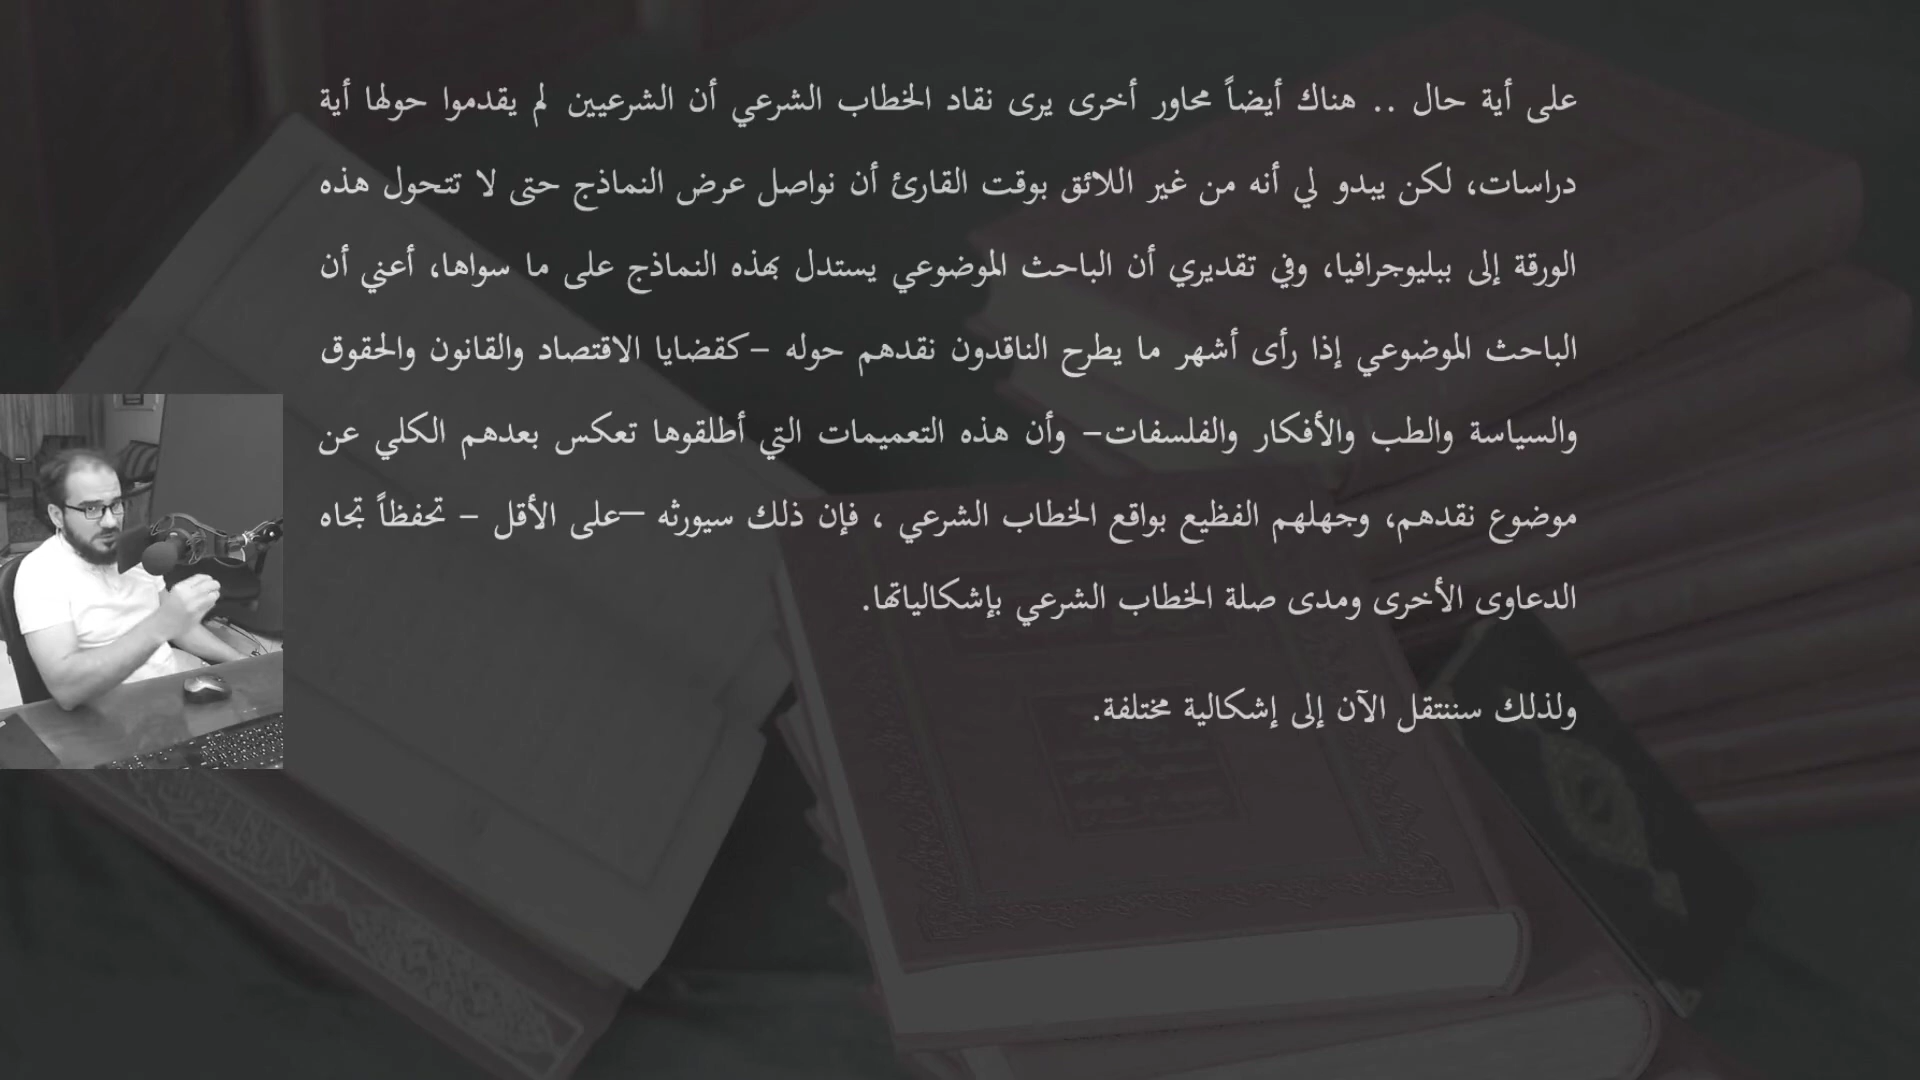 على أية حال .. هناك أيضاً محاور أخرى يرى نقاد الخطاب الشرعي أن الشرعيين لم يقدموا حولها أية
دراسات، لكن يبدو لي أنه من غير اللائق بوقت القارئ أن نواصل عرض النماذج حتى لا تتحول هذه
الورقة إلى ببليوجرافيا، وفي تقديري أن الباحث الموضوعي يستدل بهذه النماذج على ما سواها، أعني أن
الباحث الموضوعي إذا رأى أشهر ما يطرح الناقدون نقدهم حوله –كقضايا الاقتصاد والقانون والحقوق
والسياسة والطب والأفكار والفلسفات– وأن هذه التعميمات التي أطلقوها تعكس بعدهم الكلي عن
موضوع نقدهم، وجهلهم الفظيع بواقع الخطاب الشرعي ، فإن ذلك سيورثه –على الأقل – تحفظاً تجاه
الدعاوى الأخرى ومدى صلة الخطاب الشرعي بإشكالياتها.
ولذلك سننتقل الآن إلى إشكالية مختلفة.